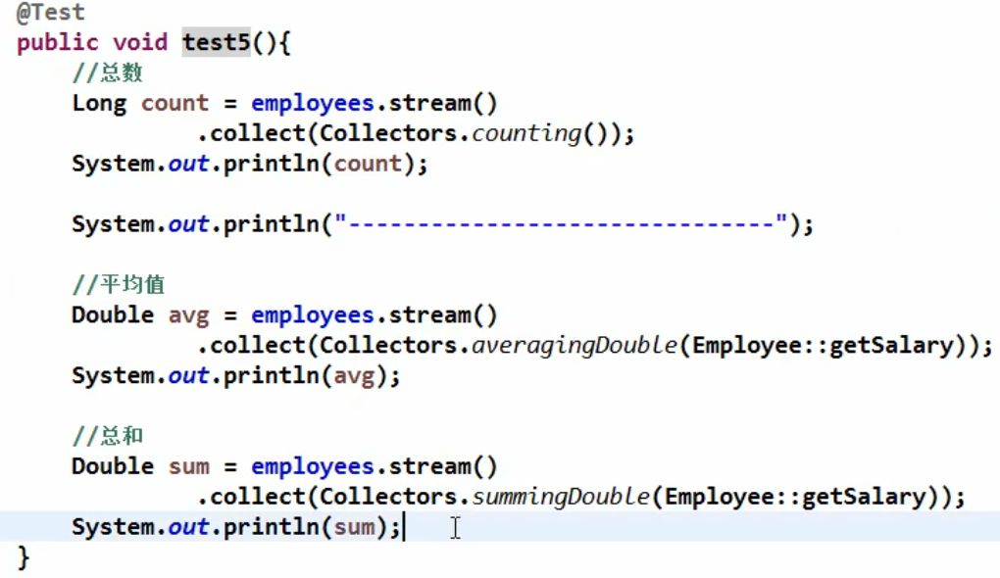 @Test
public void test5(){
//总数
Long count = employees.stream()
.collect(Collectors.counting());
System.out.println(count);
System.out.println("-------------------------------");
//平均值
Double avg = employees.stream()
.collect(Collectors.averagingDouble(Employee::getSalary));
System.out.println(avg);
//总和
Double sum = employees.stream()
.collect(Collectors.summingDouble(Employee::getSalary));
System.out.println(sum);
}